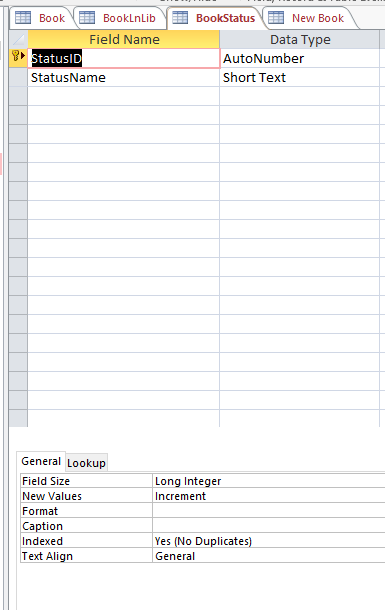 Book BookLnLib BookStatus New Book
Field Name Data Type
StatusID AutoNumber
StatusName Short Text
General Lookup
Field Size Long Integer
New Values Increment
Format
Caption
Indexed Yes (No Duplicates)
Text Align General